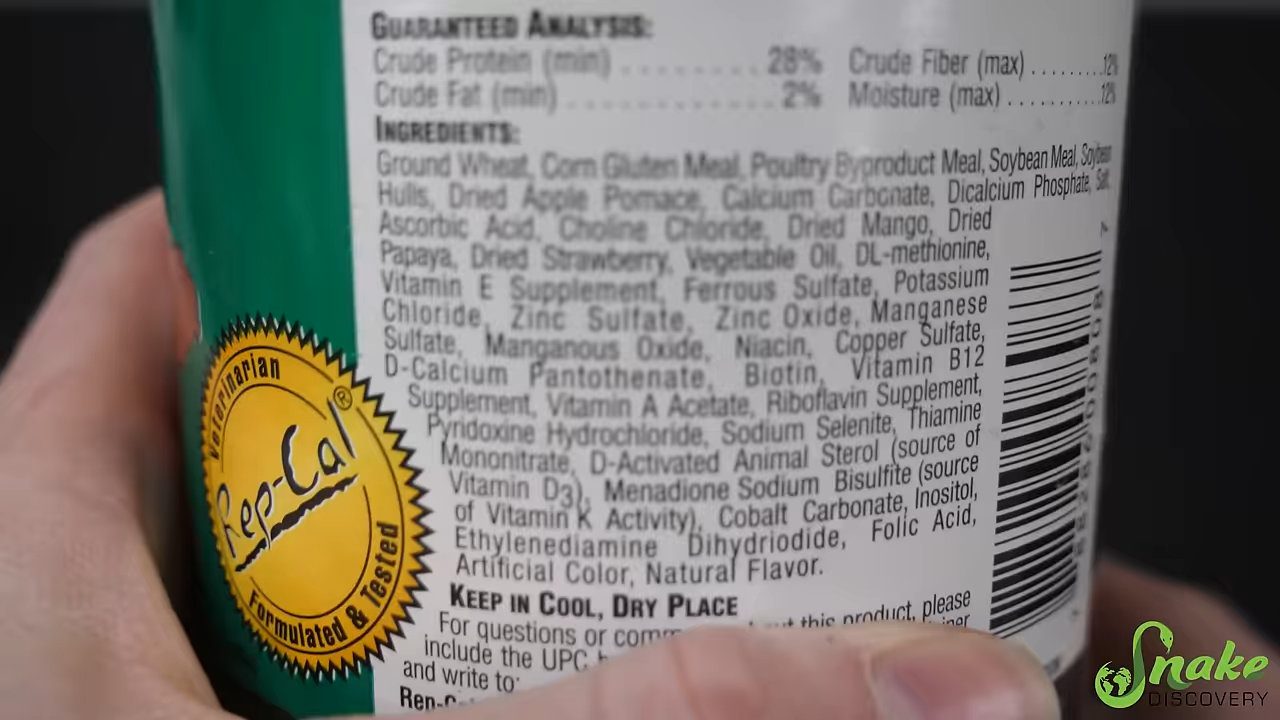 GUARANTEED ANALYSIS:
Crude Protein (min) ............ 28% Crude Fiber (max) .........12%
Crude Fat (min) ................ 2% Moisture (max) ............12%
INGREDIENTS:
Ground Wheat, Corn Gluten Meal, Poultry Byproduct Meal, Soybean Meal, Soybean
Hulls, Dried Apple Pomace, Calcium Carbonate, Dicalcium Phosphate, Salt,
Ascorbic Acid, Choline Chloride, Dried Mango, Dried
Papaya, Dried Strawberry, Vegetable Oil, DL-methionine,
Vitamin E Supplement, Ferrous Sulfate, Potassium
Chloride, Zinc Sulfate, Zinc Oxide, Manganese
Sulfate, Manganous Oxide, Niacin, Copper Sulfate,
D-Calcium Pantothenate, Biotin, Vitamin B12
Supplement, Vitamin A Acetate, Riboflavin Supplement,
Pyridoxine Hydrochloride, Sodium Selenite, Thiamine
Mononitrate, D-Activated Animal Sterol (source of
Vitamin D3), Menadione Sodium Bisulfite (source
of Vitamin K Activity), Cobalt Carbonate, Inositol,
Ethylenediamine Dihydriodide, Folic Acid,
Artificial Color, Natural Flavor.
KEEP IN COOL, DRY PLACE
For questions or this product, please
include the UPC
and write to:
Veterinarian
Rep-Cal®
Formulated & Tested
Snake
DISCOVERY